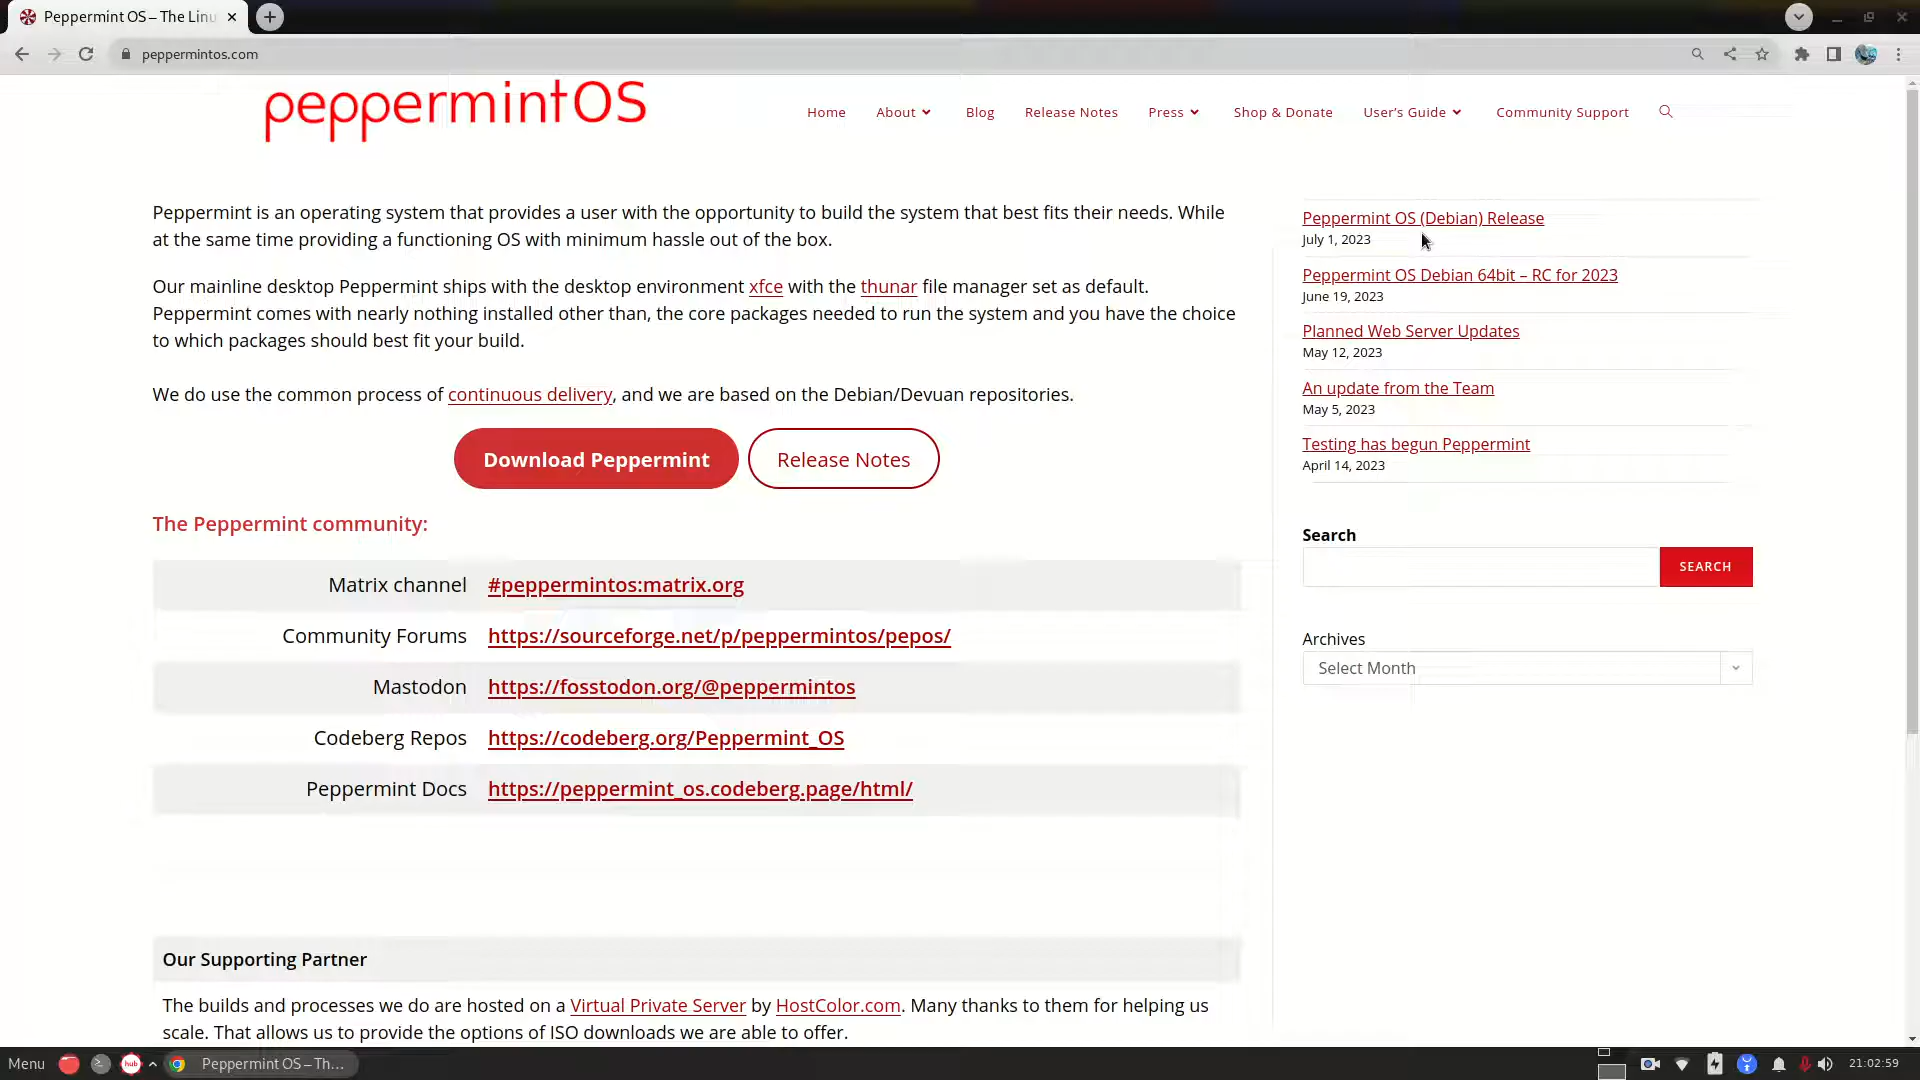 Peppermint OS – The Linu
peppermintos.com
peppermintOS
Home About Blog Release Notes Press Shop & Donate User’s Guide Community Support
Peppermint is an operating system that provides a user with the opportunity to build the system that best fits their needs. While
at the same time providing a functioning OS with minimum hassle out of the box.
Our mainline desktop Peppermint ships with the desktop environment xfce with the thunar file manager set as default.
Peppermint comes with nearly nothing installed other than, the core packages needed to run the system and you have the choice
to which packages should best fit your build.
We do use the common process of continuous delivery, and we are based on the Debian/Devuan repositories.
Download Peppermint Release Notes
The Peppermint community:
Matrix channel #peppermintos:matrix.org
Community Forums https://sourceforge.net/p/peppermintos/pepos/
Mastodon https://fosstodon.org/@peppermintos
Codeberg Repos https://codeberg.org/Peppermint_OS
Peppermint Docs https://peppermint_os.codeberg.page/html/
Our Supporting Partner
The builds and processes we do are hosted on a Virtual Private Server by HostColor.com. Many thanks to them for helping us
scale. That allows us to provide the options of ISO downloads we are able to offer.
Peppermint OS (Debian) Release
July 1, 2023
Peppermint OS Debian 64bit – RC for 2023
June 19, 2023
Planned Web Server Updates
May 12, 2023
An update from the Team
May 5, 2023
Testing has begun Peppermint
April 14, 2023
Search
SEARCH
Archives
Select Month
Menu hub Peppermint OS – Th... 21:02:59